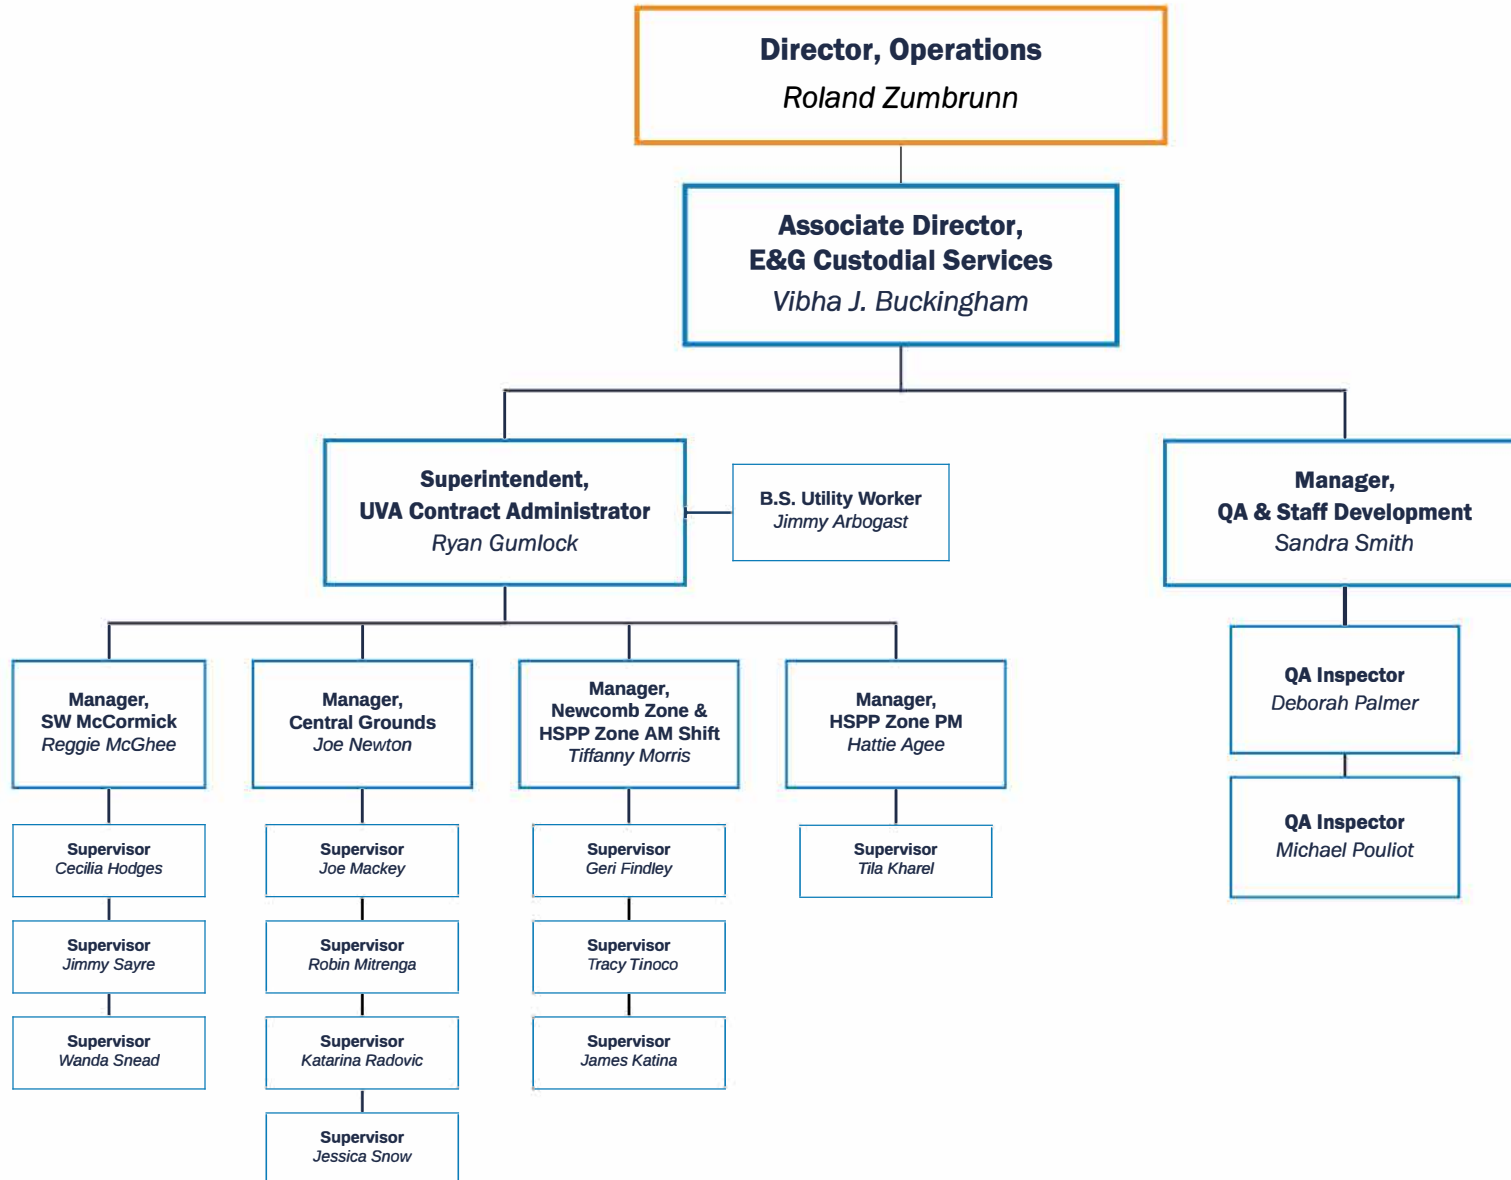 Director, Operations
Roland Zumbrunn
Associate Director,
E&G Custodial Services
Vibha J. Buckingham
Superintendent,
UVA Contract Administrator
Ryan Gumlock
B.S. Utility Worker
Jimmy Arbogast
Manager,
QA & Staff Development
Sandra Smith
Manager,
SW McCormick
Reggie McGhee
Manager,
Central Grounds
Joe Newton
Manager,
Newcomb Zone &
HSPP Zone AM Shift
Tiffanny Morris
Manager,
HSPP Zone PM
Hattie Agee
QA Inspector
Deborah Palmer
QA Inspector
Michael Pouliot
Supervisor
Cecilia Hodges
Supervisor
Jimmy Sayre
Supervisor
Wanda Snead
Supervisor
Joe Mackey
Supervisor
Robin Mitrenga
Supervisor
Katarina Radovic
Supervisor
Jessica Snow
Supervisor
Geri Findley
Supervisor
Tracy Tinoco
Supervisor
James Katina
Supervisor
Tila Kharel